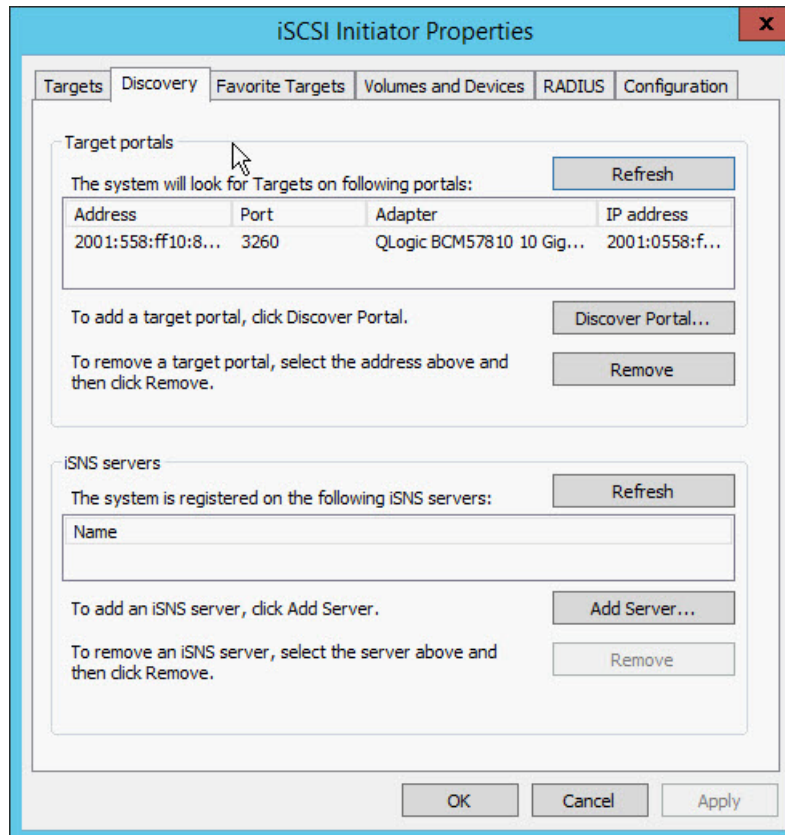 iSCSI Initiator Properties
x
Targets Discovery Favorite Targets Volumes and Devices RADIUS Configuration
Target portals
The system will look for Targets on following portals:
Refresh
Address Port Adapter IP address
2001:558:ff10:8... 3260 QLogic BCM57810 10 Gig... 2001:0558:f...
To add a target portal, click Discover Portal.
Discover Portal...
To remove a target portal, select the address above and
then click Remove.
Remove
iSNS servers
The system is registered on the following iSNS servers:
Refresh
Name
To add an iSNS server, click Add Server.
Add Server...
To remove an iSNS server, select the server above and
then click Remove.
Remove
OK Cancel Apply